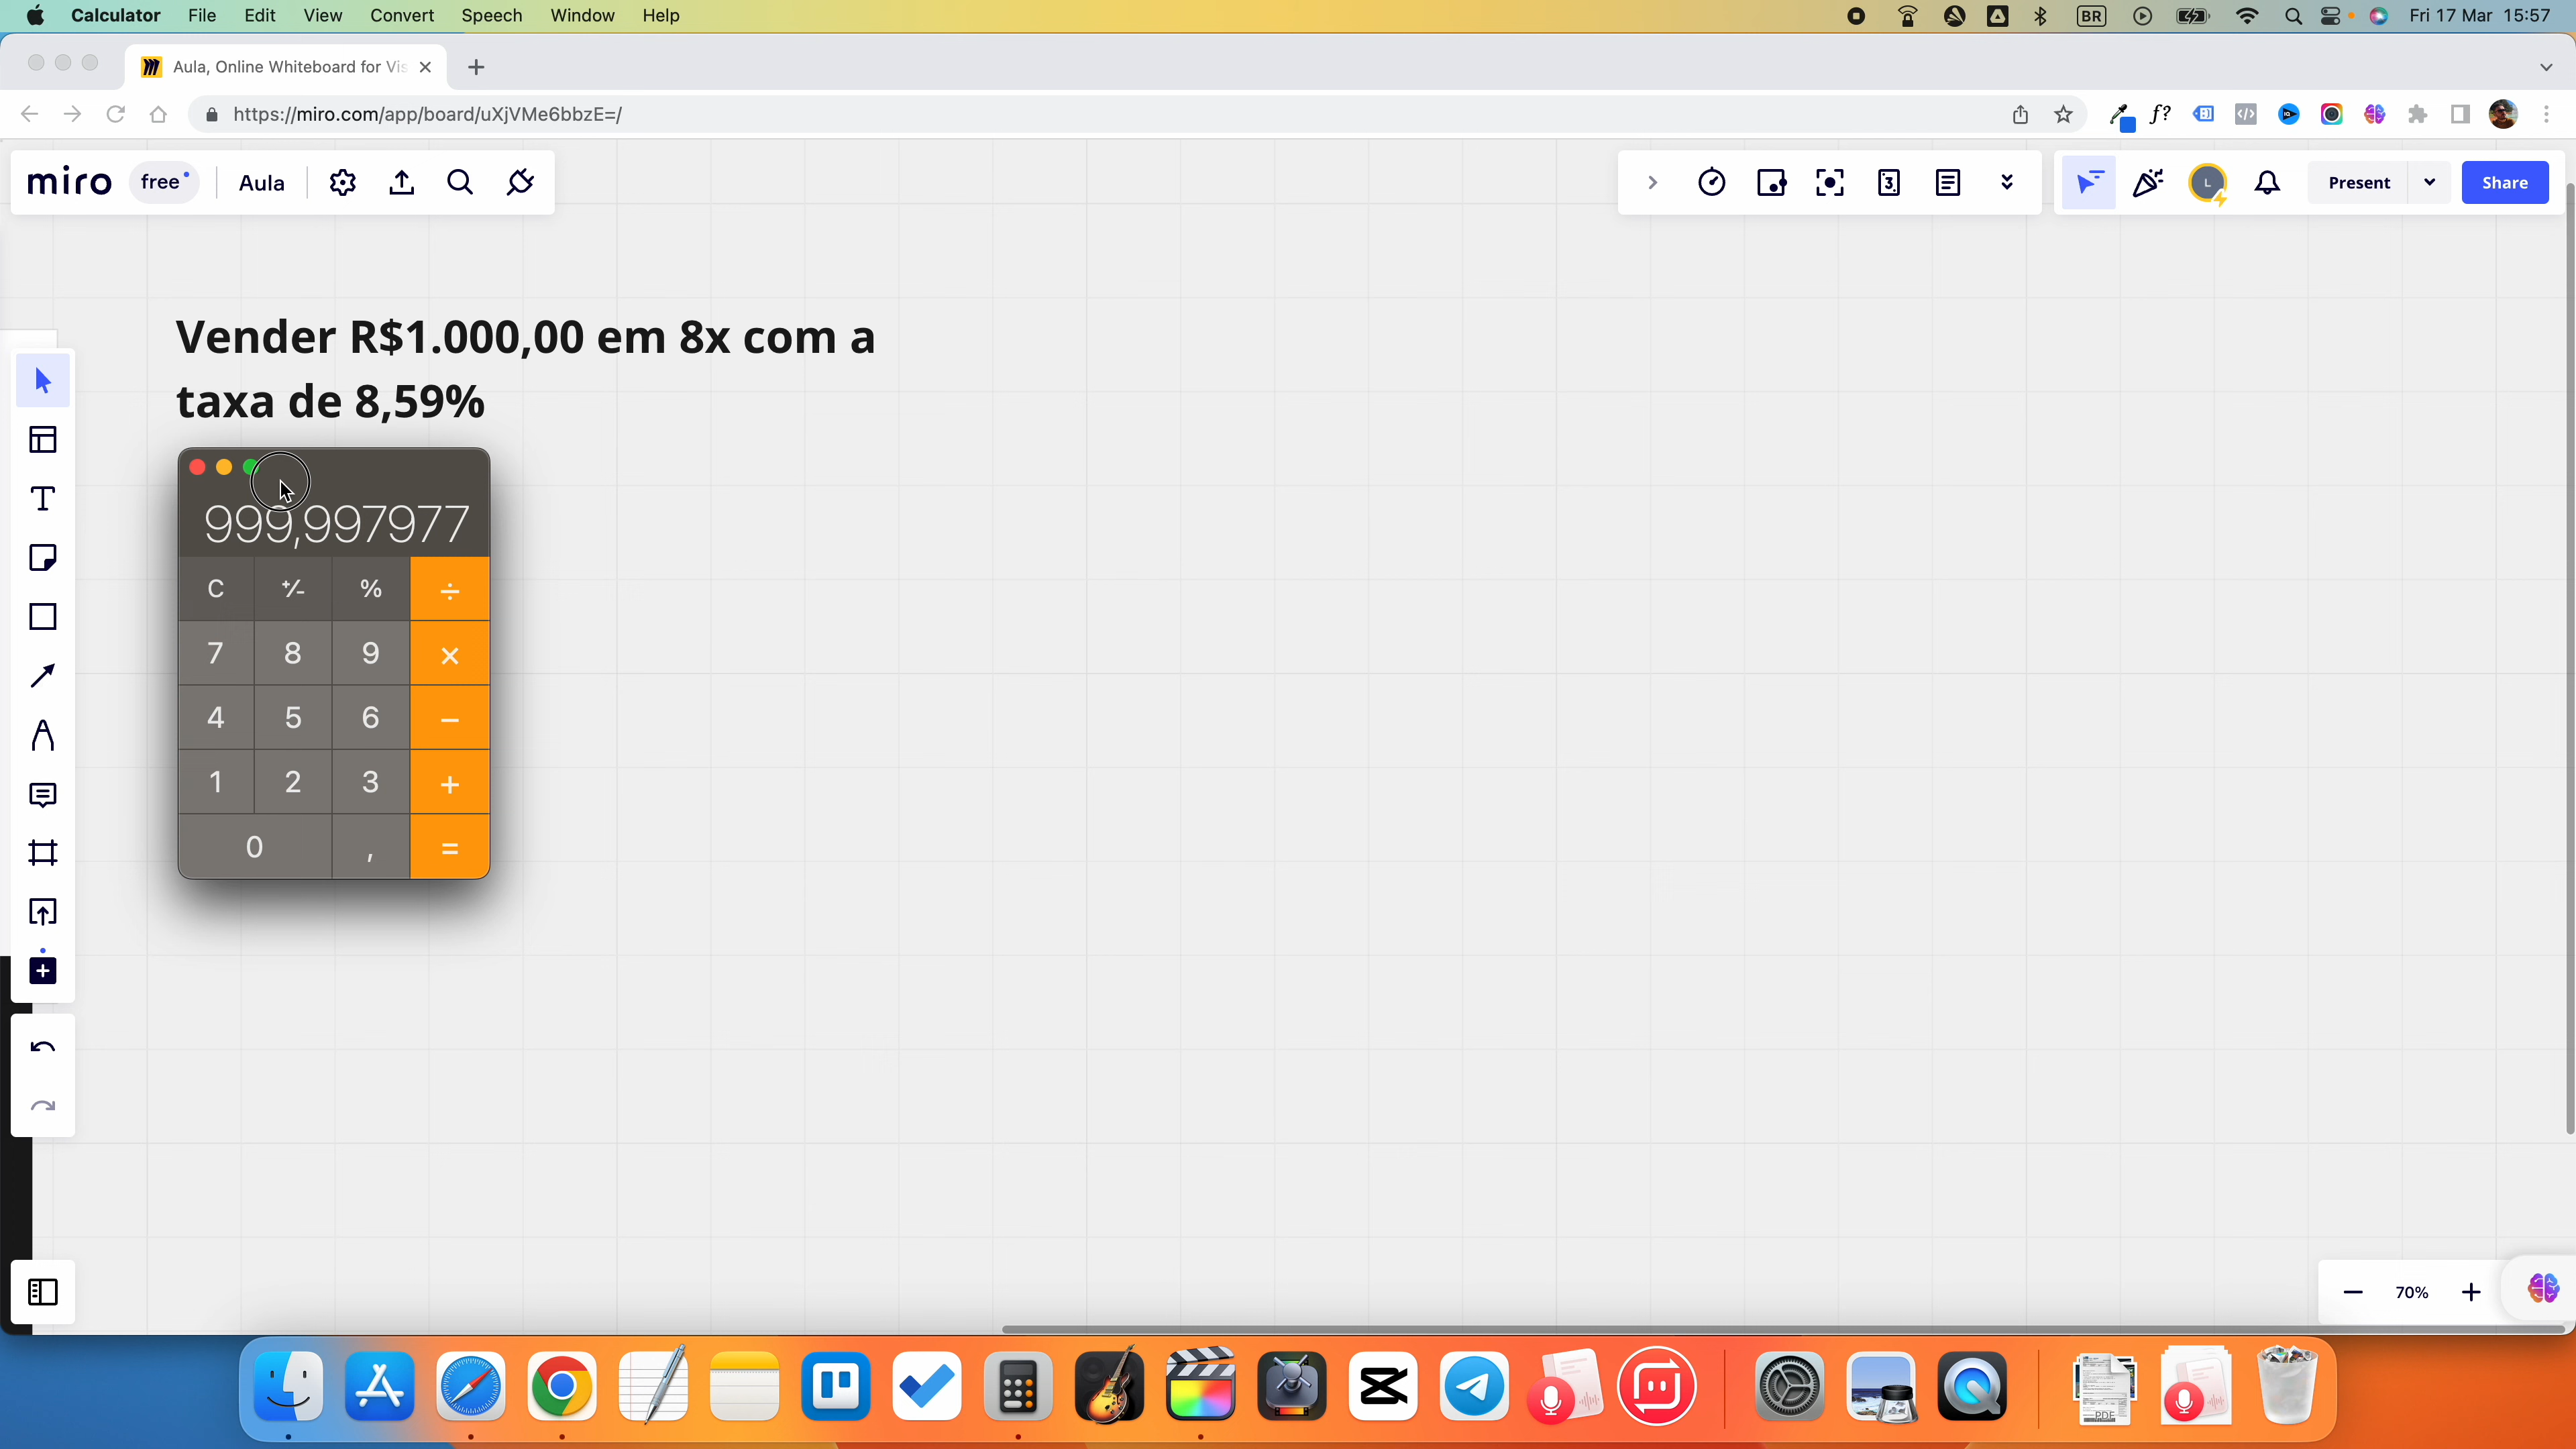 Calculator File Edit View Convert Speech Window Help BR Fri 17 Mar 15:57
Aula, Online Whiteboard for Vis
https://miro.com/app/board/uXjVMe6bbzE=/
miro free Aula Present Share
Vender R$1.000,00 em 8x com a
taxa de 8,59%
999,997977
C +⁄- % ÷
7 8 9 ×
4 5 6 −
1 2 3 +
0 , =
70%